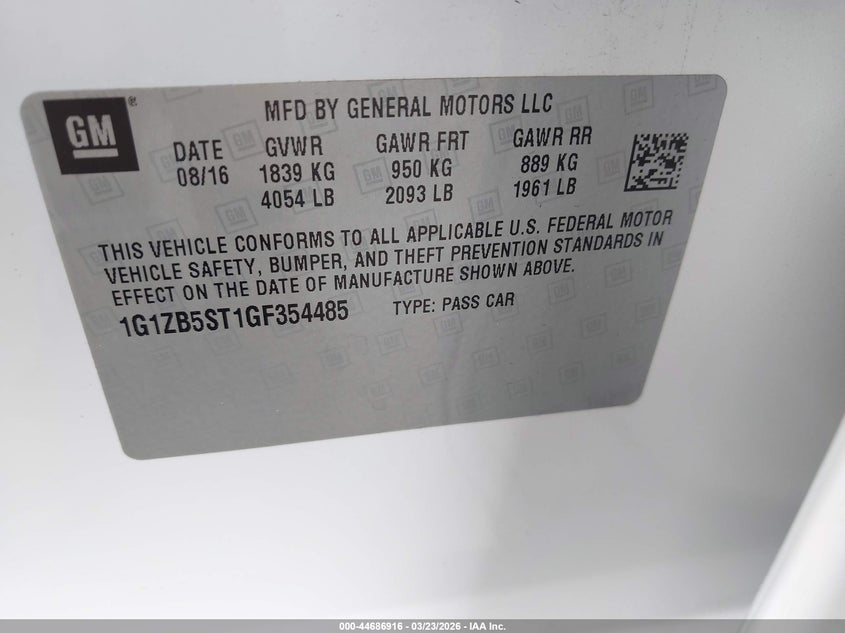 GM®
MFD BY GENERAL MOTORS LLC
DATE GVWR GAWR FRT GAWR RR
08/16 1839 KG 950 KG 889 KG
4054 LB 2093 LB 1961 LB
THIS VEHICLE CONFORMS TO ALL APPLICABLE U.S. FEDERAL MOTOR
VEHICLE SAFETY, BUMPER, AND THEFT PREVENTION STANDARDS IN
EFFECT ON THE DATE OF MANUFACTURE SHOWN ABOVE.
1G1ZB5ST1GF354485 TYPE: PASS CAR
000-44686916 - 03/23/2026 - IAA Inc.